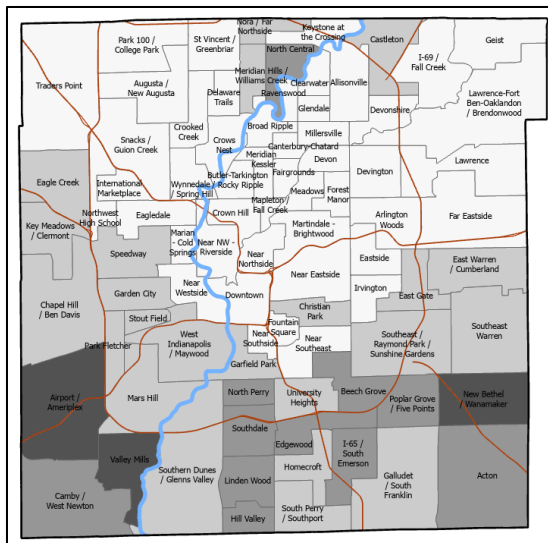 Nora / Far
Northside
Keystone at
the Crossing
Park 100 /
College Park
St Vincent /
Greenbriar
North Central
Castleton
Geist
I-69 /
Fall Creek
Traders Point
Augusta /
New Augusta
Delaware
Trails
Meridian Hills /
Williams Creek
Ravenswood
Clearwater
Allisonville
Lawrence-Fort
Ben-Oaklandon
/ Brendonwood
Glendale
Devonshire
Snacks /
Guion Creek
Crooked
Creek
Crows
Nest
Broad Ripple
Millersville
Canterbury-Chatard
Meridian
Kessler
Devon
Lawrence
Eagle Creek
International
Marketplace
Wynnedale /
Spring Hill
Butler-Tarkington
/ Rocky Ripple
Fairgrounds
Devington
Meadows
Forest
Manor
Mapleton /
Fall Creek
Northwest
High School
Eagledale
Crown Hill
Key Meadows
/ Clermont
Martindale -
Brightwood
Arlington
Woods
Far Eastside
Marian
- Cold
Springs
Near NW -
Riverside
Speedway
Near
Northside
Eastside
East Warren
/ Cumberland
Near Eastside
Garden City
Near
Westside
Downtown
Irvington
East Gate
Chapel Hill
/ Ben Davis
Christian
Park
Stout Field
Fountain
Square
West
Indianapolis
/ Maywood
Near
Southside
Near
Southeast
Southeast /
Raymond Park /
Sunshine Gardens
Southeast
Warren
Park Fletcher
Garfield Park
Airport /
Ameriplex
Mars Hill
North Perry
University
Heights
Beech Grove
Poplar Grove
/ Five Points
New Bethel
/ Wanamaker
Southdale
Valley Mills
Edgewood
I-65 /
South
Emerson
Southern Dunes
/ Glenns Valley
Linden Wood
Homecroft
Galludet /
South
Franklin
Acton
Camby /
West Newton
Hill Valley
South Perry
/ Southport